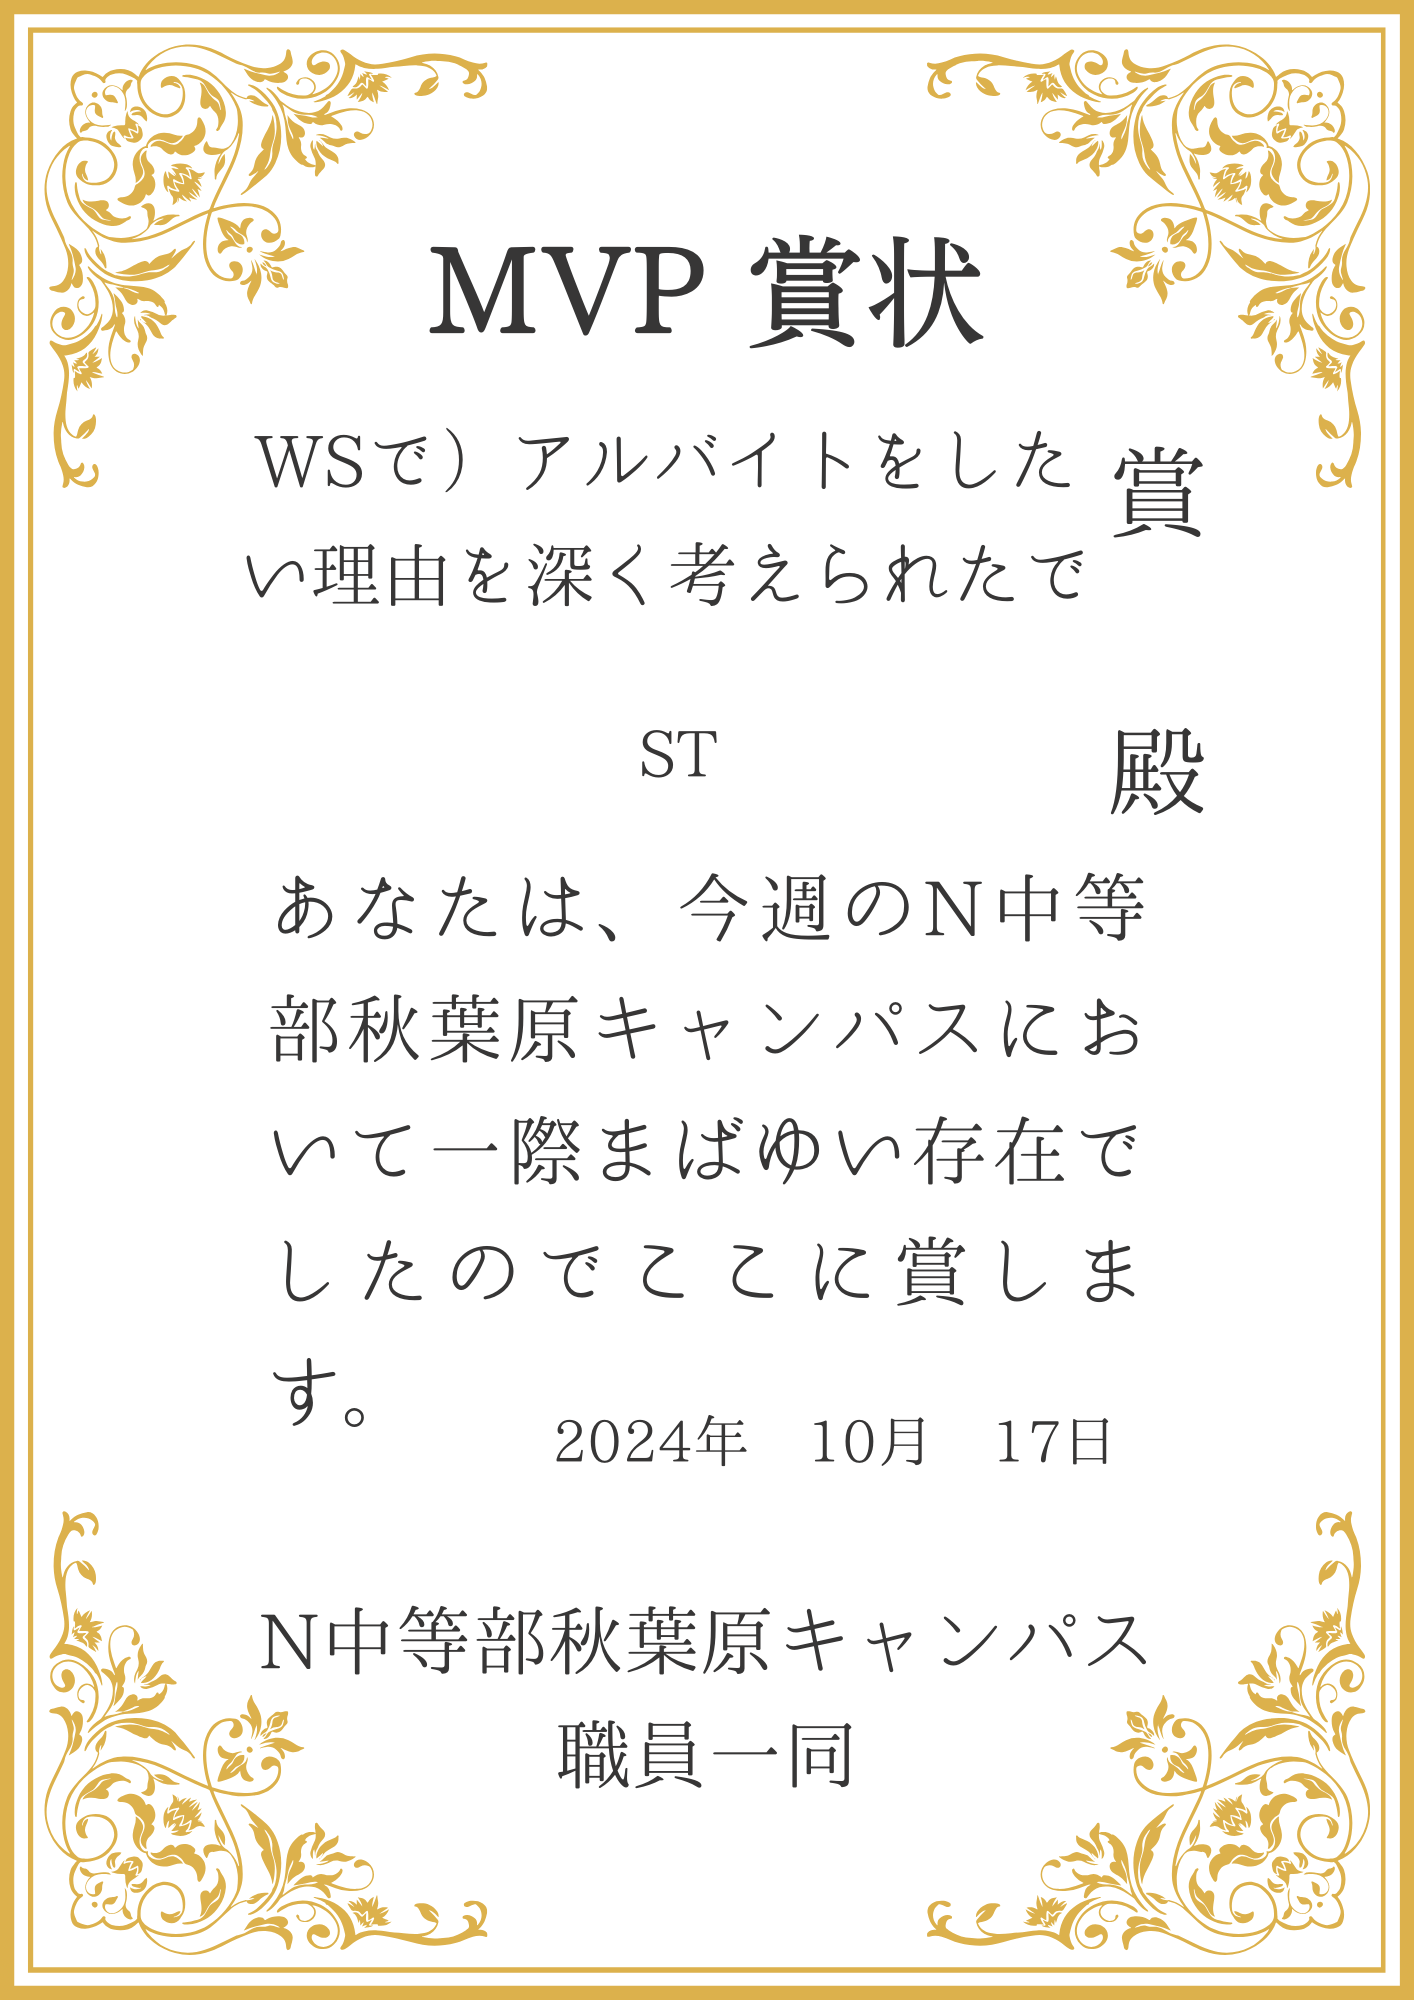 MVP 賞状
WSで）アルバイトをした
い理由を深く考えられたで
賞
ST
殿
あなたは、今週のN中等
部秋葉原キャンパスにお
いて一際まばゆい存在で
したのでここに賞しま
す。
2024年　10月　17日
N中等部秋葉原キャンパス
職員一同